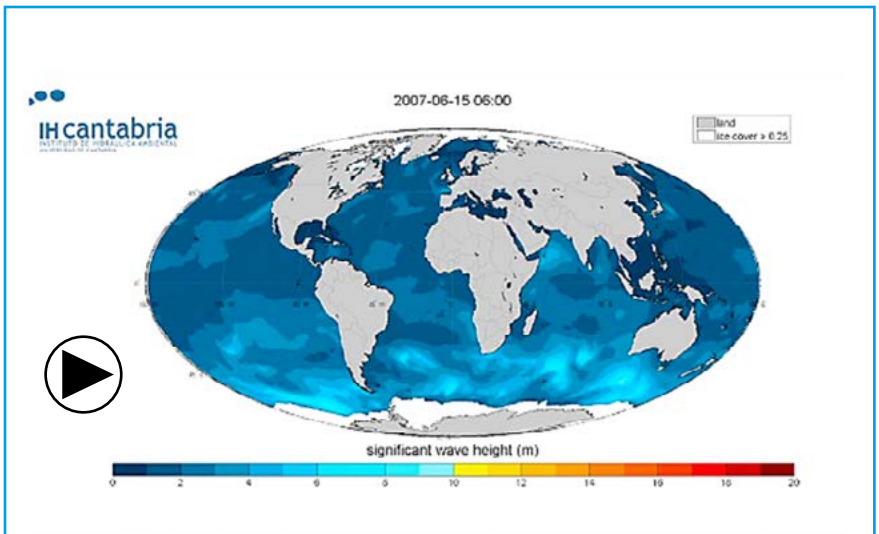 2007-06-15 06:00
IH cantabria
INSTITUTO DE HIDRÁULICA AMBIENTAL
land
ice cover > 0.25
significant wave height (m)
0 2 4 6 8 10 12 14 16 18 20